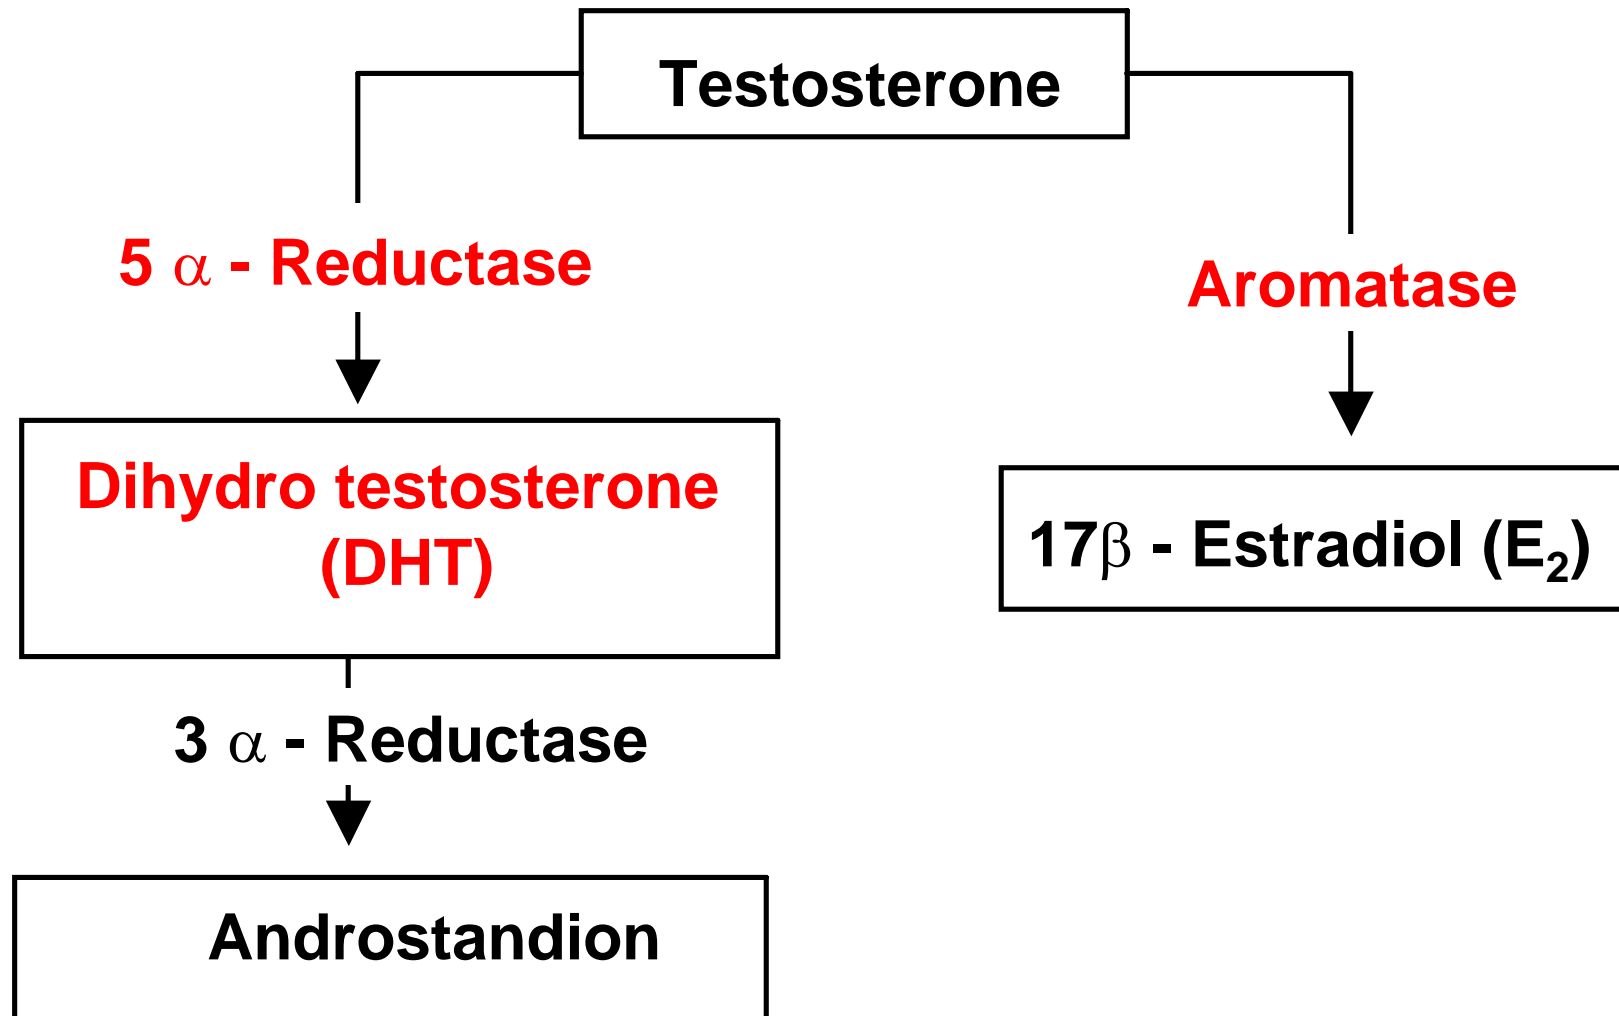 Testosterone
5 α - Reductase
Aromatase
Dihydro testosterone
(DHT)
17β - Estradiol (E₂)
3 α - Reductase
Androstandion